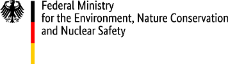 Federal Ministry
for the Environment, Nature Conservation
and Nuclear Safety